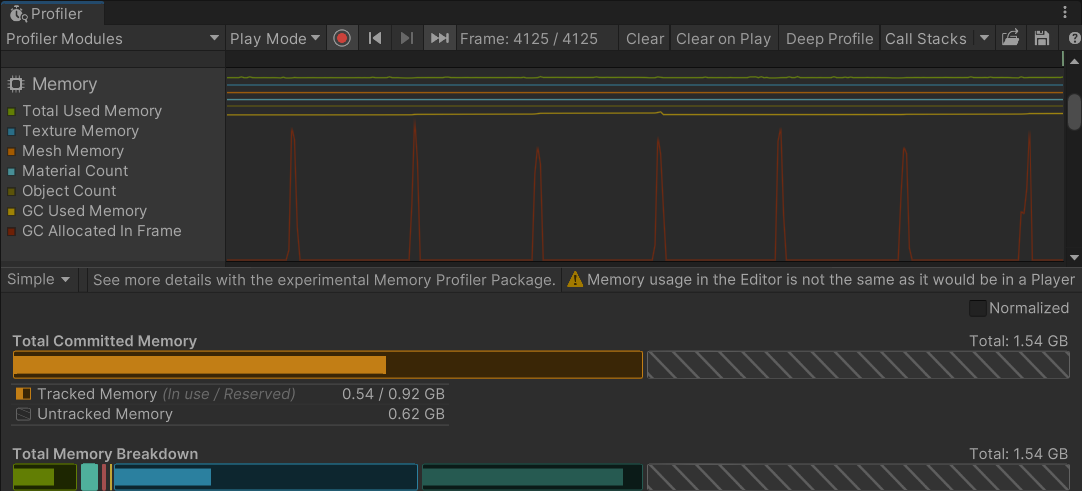 Profiler
Profiler Modules Play Mode Frame: 4125 / 4125 Clear Clear on Play Deep Profile Call Stacks
Memory
Total Used Memory
Texture Memory
Mesh Memory
Material Count
Object Count
GC Used Memory
GC Allocated In Frame
Simple See more details with the experimental Memory Profiler Package. Memory usage in the Editor is not the same as it would be in a Player
Normalized
Total Committed Memory Total: 1.54 GB
Tracked Memory (In use / Reserved) 0.54 / 0.92 GB
Untracked Memory 0.62 GB
Total Memory Breakdown Total: 1.54 GB